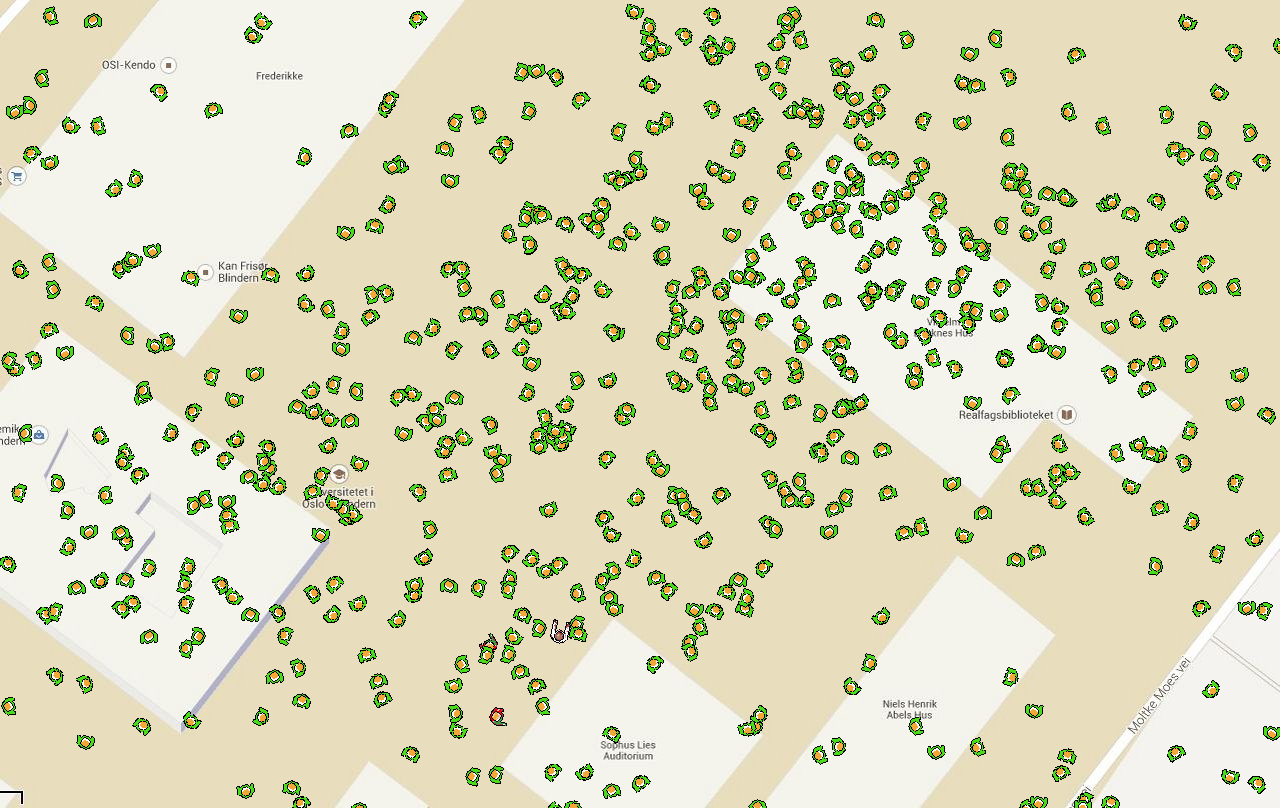 OSI-Kendo
Frederikke
Kan Frisør
Blindern
Realfagsbiblioteket
Niels Henrik
Abels Hus
Sophus Lies
Auditorium
Moltke Moes vei